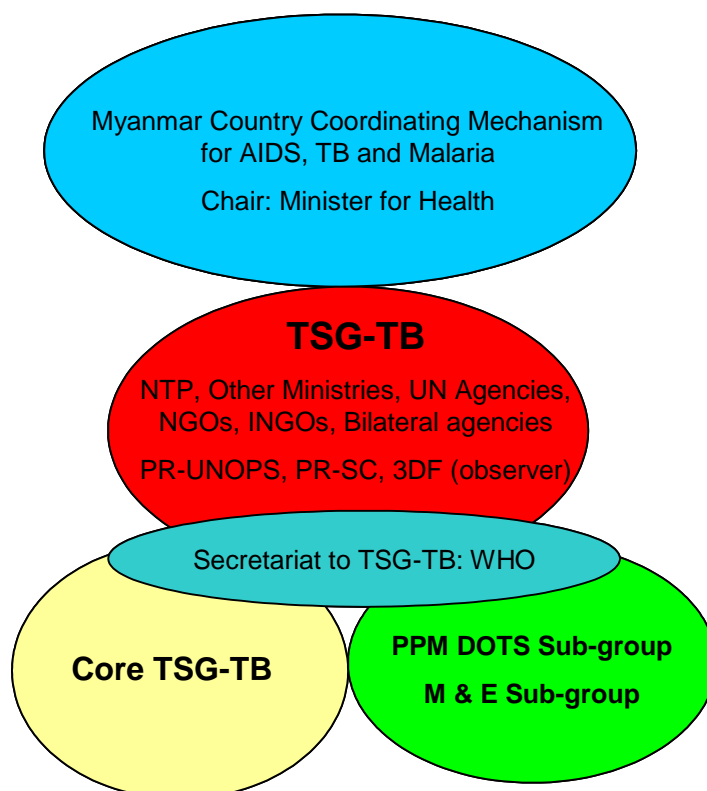 Myanmar Country Coordinating Mechanism
for AIDS, TB and Malaria
Chair: Minister for Health
TSG-TB
NTP, Other Ministries, UN Agencies,
NGOs, INGOs, Bilateral agencies
PR-UNOPS, PR-SC, 3DF (observer)
Secretariat to TSG-TB: WHO
Core TSG-TB
PPM DOTS Sub-group
M & E Sub-group